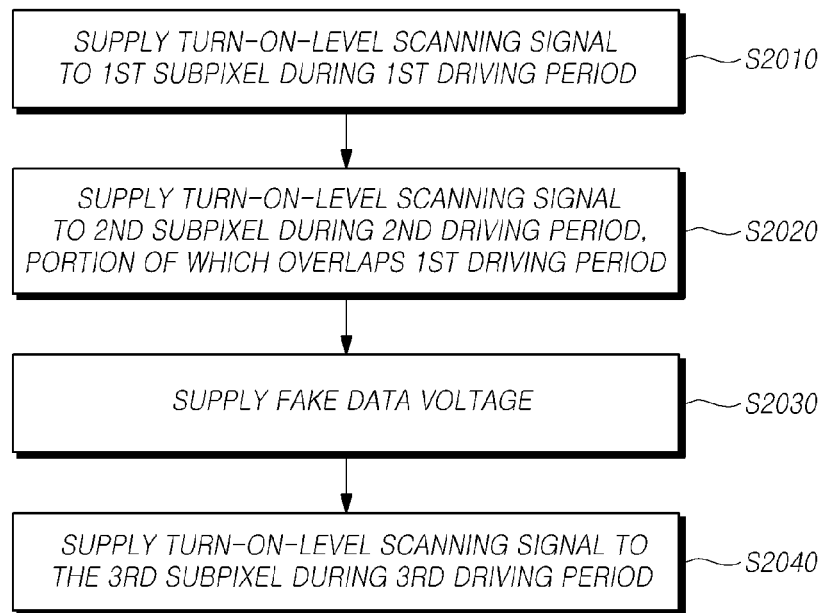 SUPPLY TURN-ON-LEVEL SCANNING SIGNAL
TO 1ST SUBPIXEL DURING 1ST DRIVING PERIOD
S2010
SUPPLY TURN-ON-LEVEL SCANNING SIGNAL
TO 2ND SUBPIXEL DURING 2ND DRIVING PERIOD,
PORTION OF WHICH OVERLAPS 1ST DRIVING PERIOD
S2020
SUPPLY FAKE DATA VOLTAGE
S2030
SUPPLY TURN-ON-LEVEL SCANNING SIGNAL TO
THE 3RD SUBPIXEL DURING 3RD DRIVING PERIOD
S2040